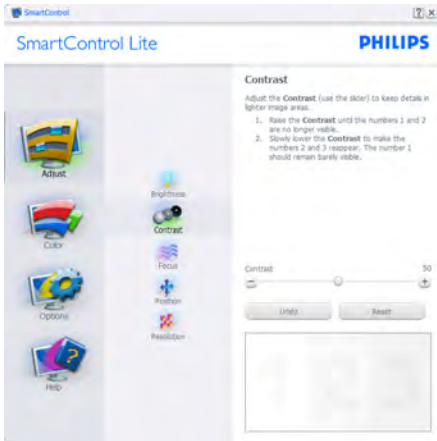 SmartControl
SmartControl Lite
PHILIPS
Adjust
Color
Options
Help
Brightness
Contrast
Focus
Position
Resolution
Contrast
Adjust the Contrast (use the slider) to keep details in
lighter image areas.
1. Raise the Contrast until the numbers 1 and 2
are no longer visible.
2. Slowly lower the Contrast to make the
numbers 2 and 3 reappear. The number 1
should remain barely visible.
Contrast 50
Undo Reset
1 2 3